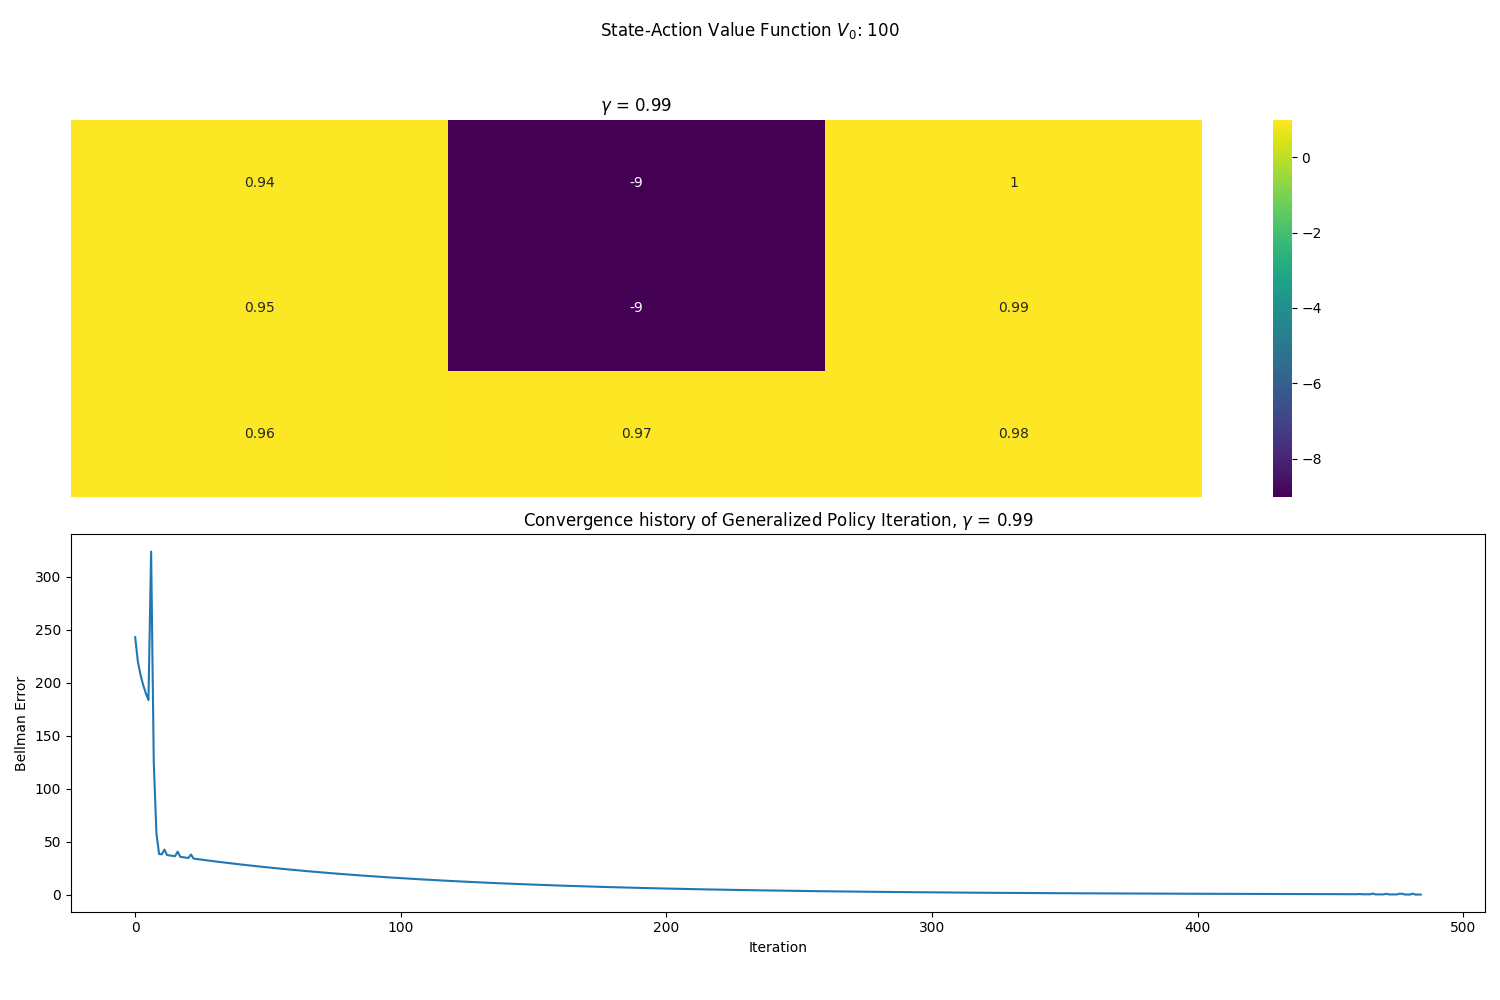 State-Action Value Function $V_0$: 100
γ = 0.99
0.94 -9 1
0.95 -9 0.99
0.96 0.97 0.98
0
−2
−4
−6
−8
Convergence history of Generalized Policy Iteration, γ = 0.99
Bellman Error
300
250
200
150
100
50
0
0 100 200 300 400 500
Iteration